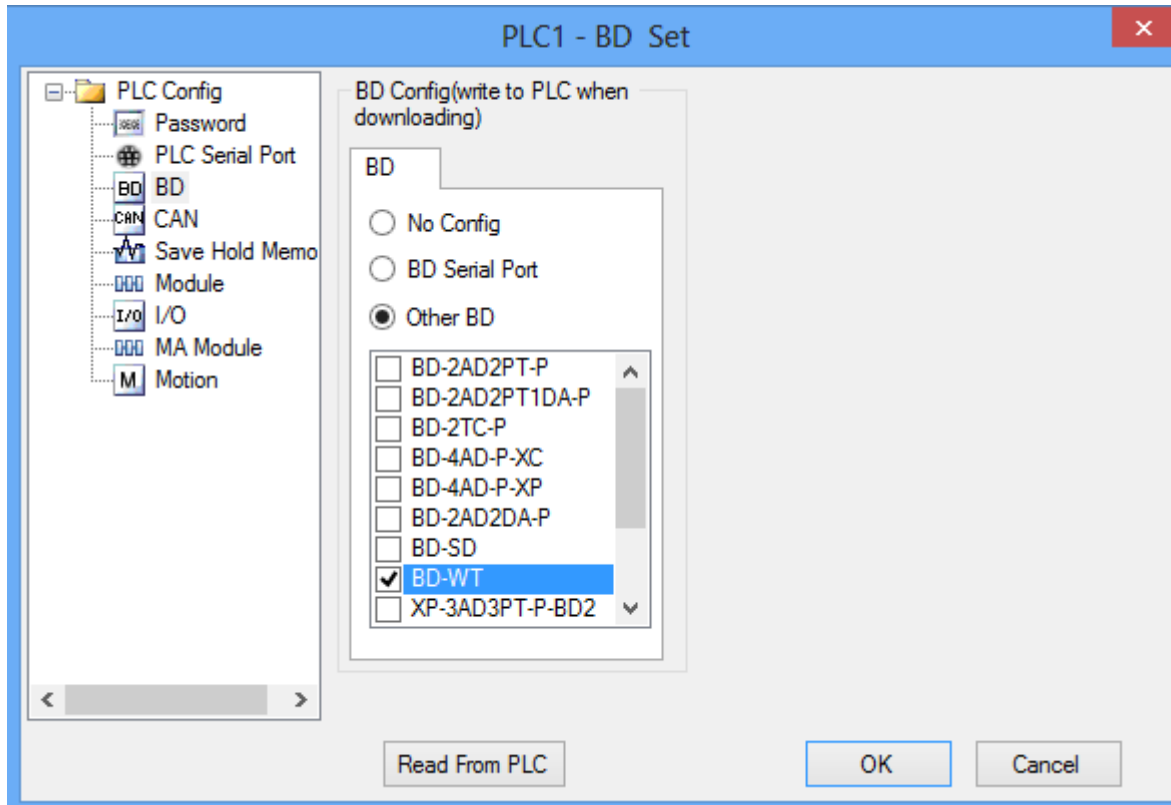 PLC1 - BD Set
PLC Config
Password
PLC Serial Port
BD BD
CAN CAN
Save Hold Memo
Module
I/O I/O
MA Module
M Motion
BD Config(write to PLC when
downloading)
BD
No Config
BD Serial Port
Other BD
BD-2AD2PT-P
BD-2AD2PT1DA-P
BD-2TC-P
BD-4AD-P-XC
BD-4AD-P-XP
BD-2AD2DA-P
BD-SD
BD-WT
XP-3AD3PT-P-BD2
Read From PLC
OK
Cancel